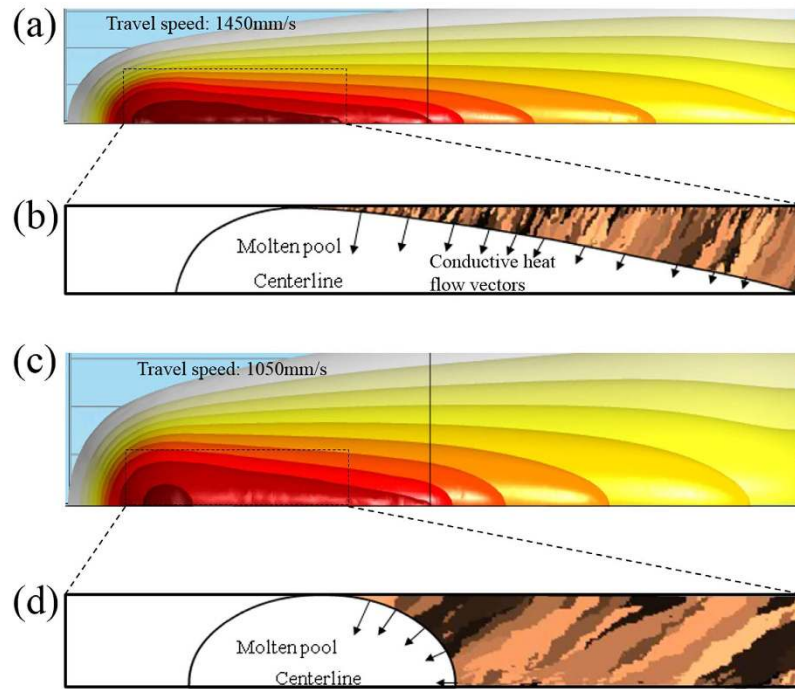 (a)
Travel speed: 1450mm/s
(b)
Molten pool
Centerline
Conductive heat
flow vectors
(c)
Travel speed: 1050mm/s
(d)
Molten pool
Centerline